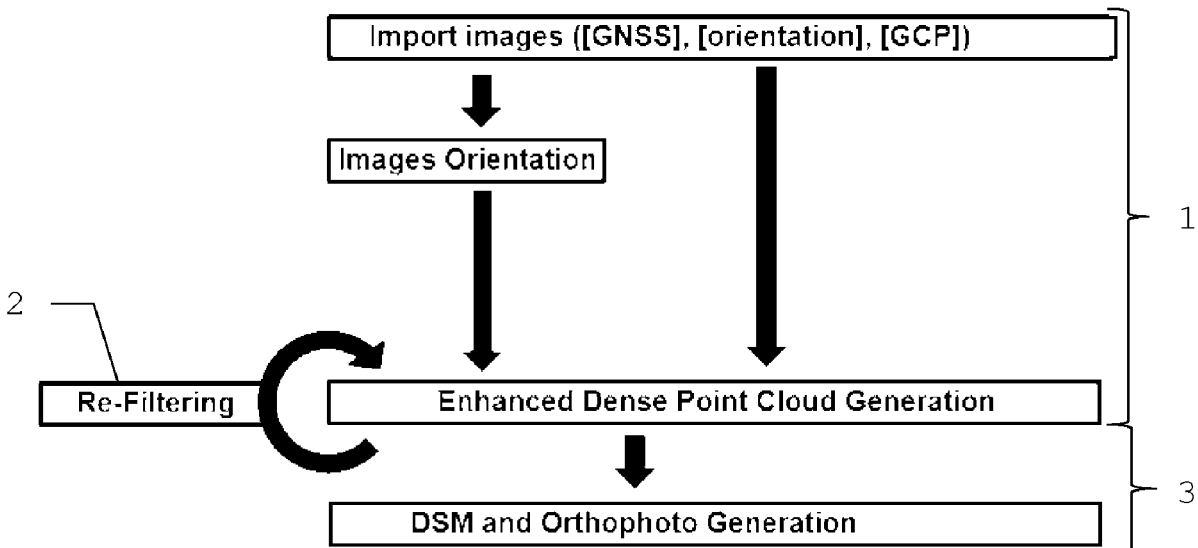 Import images ([GNSS], [orientation], [GCP])
Images Orientation
1
2
Re-Filtering
Enhanced Dense Point Cloud Generation
3
DSM and Orthophoto Generation